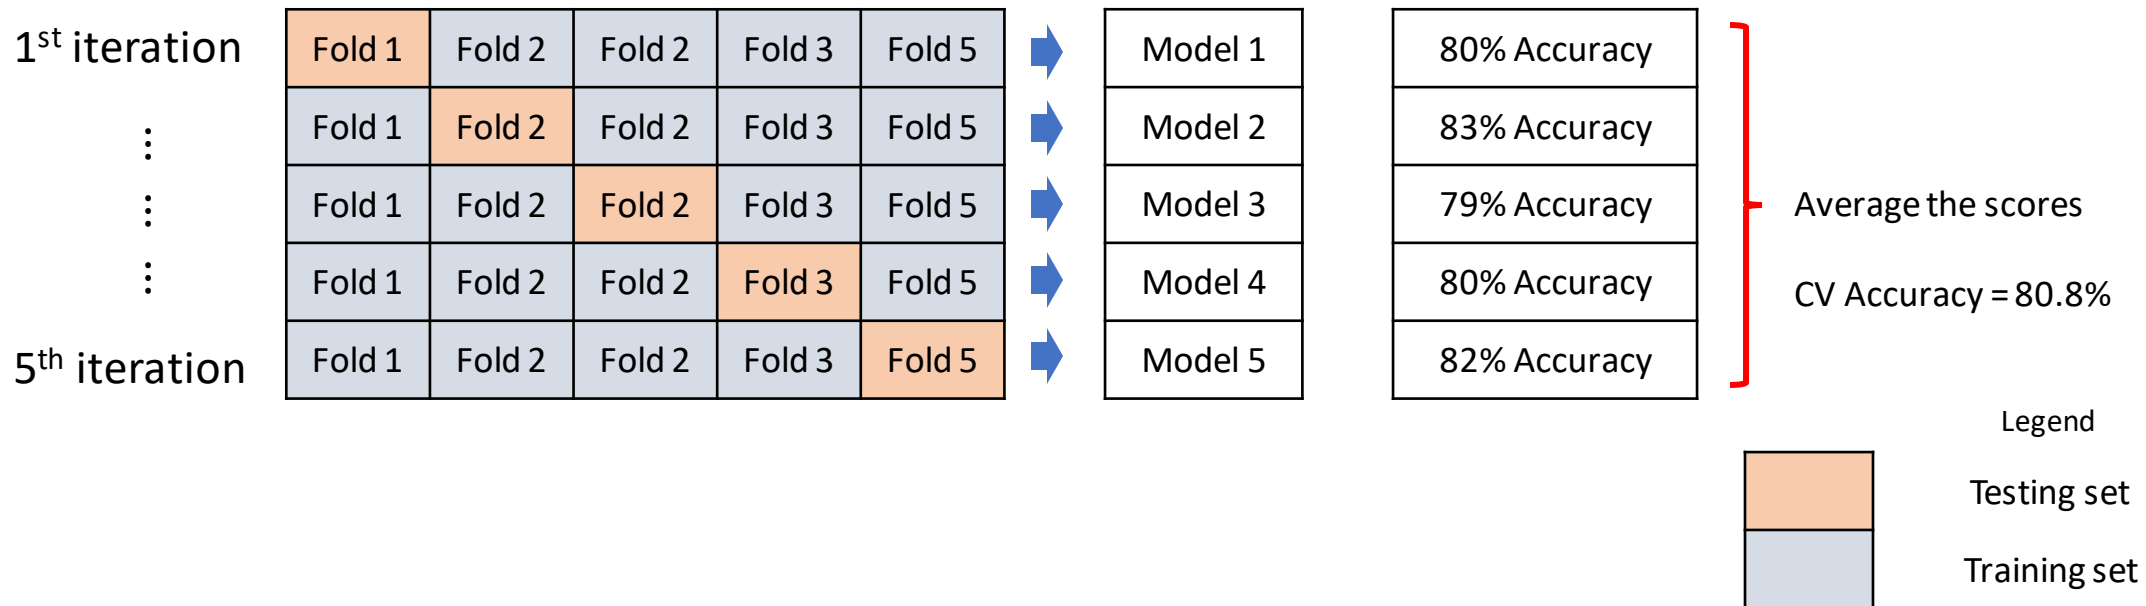 1st iteration Fold 1 Fold 2 Fold 2 Fold 3 Fold 5 Model 1 80% Accuracy
⋮ Fold 1 Fold 2 Fold 2 Fold 3 Fold 5 Model 2 83% Accuracy
⋮ Fold 1 Fold 2 Fold 2 Fold 3 Fold 5 Model 3 79% Accuracy Average the scores
⋮ Fold 1 Fold 2 Fold 2 Fold 3 Fold 5 Model 4 80% Accuracy CV Accuracy = 80.8%
5th iteration Fold 1 Fold 2 Fold 2 Fold 3 Fold 5 Model 5 82% Accuracy
Legend
Testing set
Training set